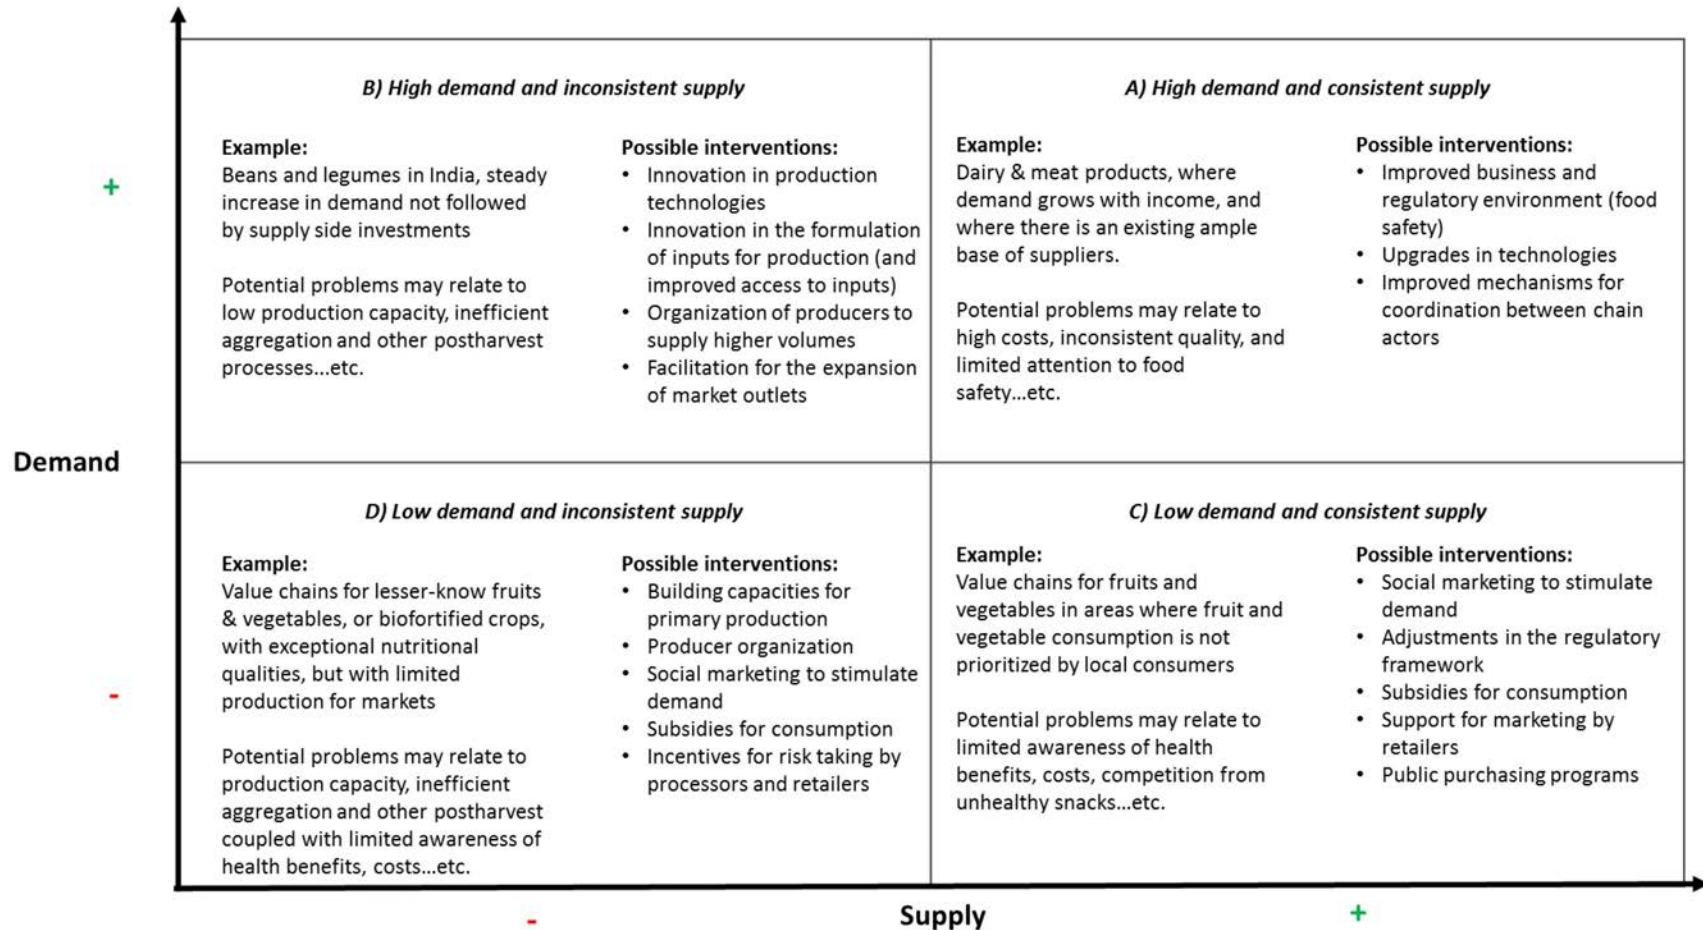 B) High demand and inconsistent supply
Example:
Beans and legumes in India, steady
increase in demand not followed
by supply side investments
Potential problems may relate to
low production capacity, inefficient
aggregation and other postharvest
processes...etc.
Possible interventions:
• Innovation in production
technologies
• Innovation in the formulation
of inputs for production (and
improved access to inputs)
• Organization of producers to
supply higher volumes
• Facilitation for the expansion
of market outlets
A) High demand and consistent supply
Example:
Dairy & meat products, where
demand grows with income, and
where there is an existing ample
base of suppliers.
Potential problems may relate to
high costs, inconsistent quality, and
limited attention to food
safety...etc.
Possible interventions:
• Improved business and
regulatory environment (food
safety)
• Upgrades in technologies
• Improved mechanisms for
coordination between chain
actors
+
Demand
-
D) Low demand and inconsistent supply
Example:
Value chains for lesser-know fruits
& vegetables, or biofortified crops,
with exceptional nutritional
qualities, but with limited
production for markets
Potential problems may relate to
production capacity, inefficient
aggregation and other postharvest
coupled with limited awareness of
health benefits, costs...etc.
Possible interventions:
• Building capacities for
primary production
• Producer organization
• Social marketing to stimulate
demand
• Subsidies for consumption
• Incentives for risk taking by
processors and retailers
C) Low demand and consistent supply
Example:
Value chains for fruits and
vegetables in areas where fruit and
vegetable consumption is not
prioritized by local consumers
Potential problems may relate to
limited awareness of health
benefits, costs, competition from
unhealthy snacks...etc.
Possible interventions:
• Social marketing to stimulate
demand
• Adjustments in the regulatory
framework
• Subsidies for consumption
• Support for marketing by
retailers
• Public purchasing programs
-
Supply
+